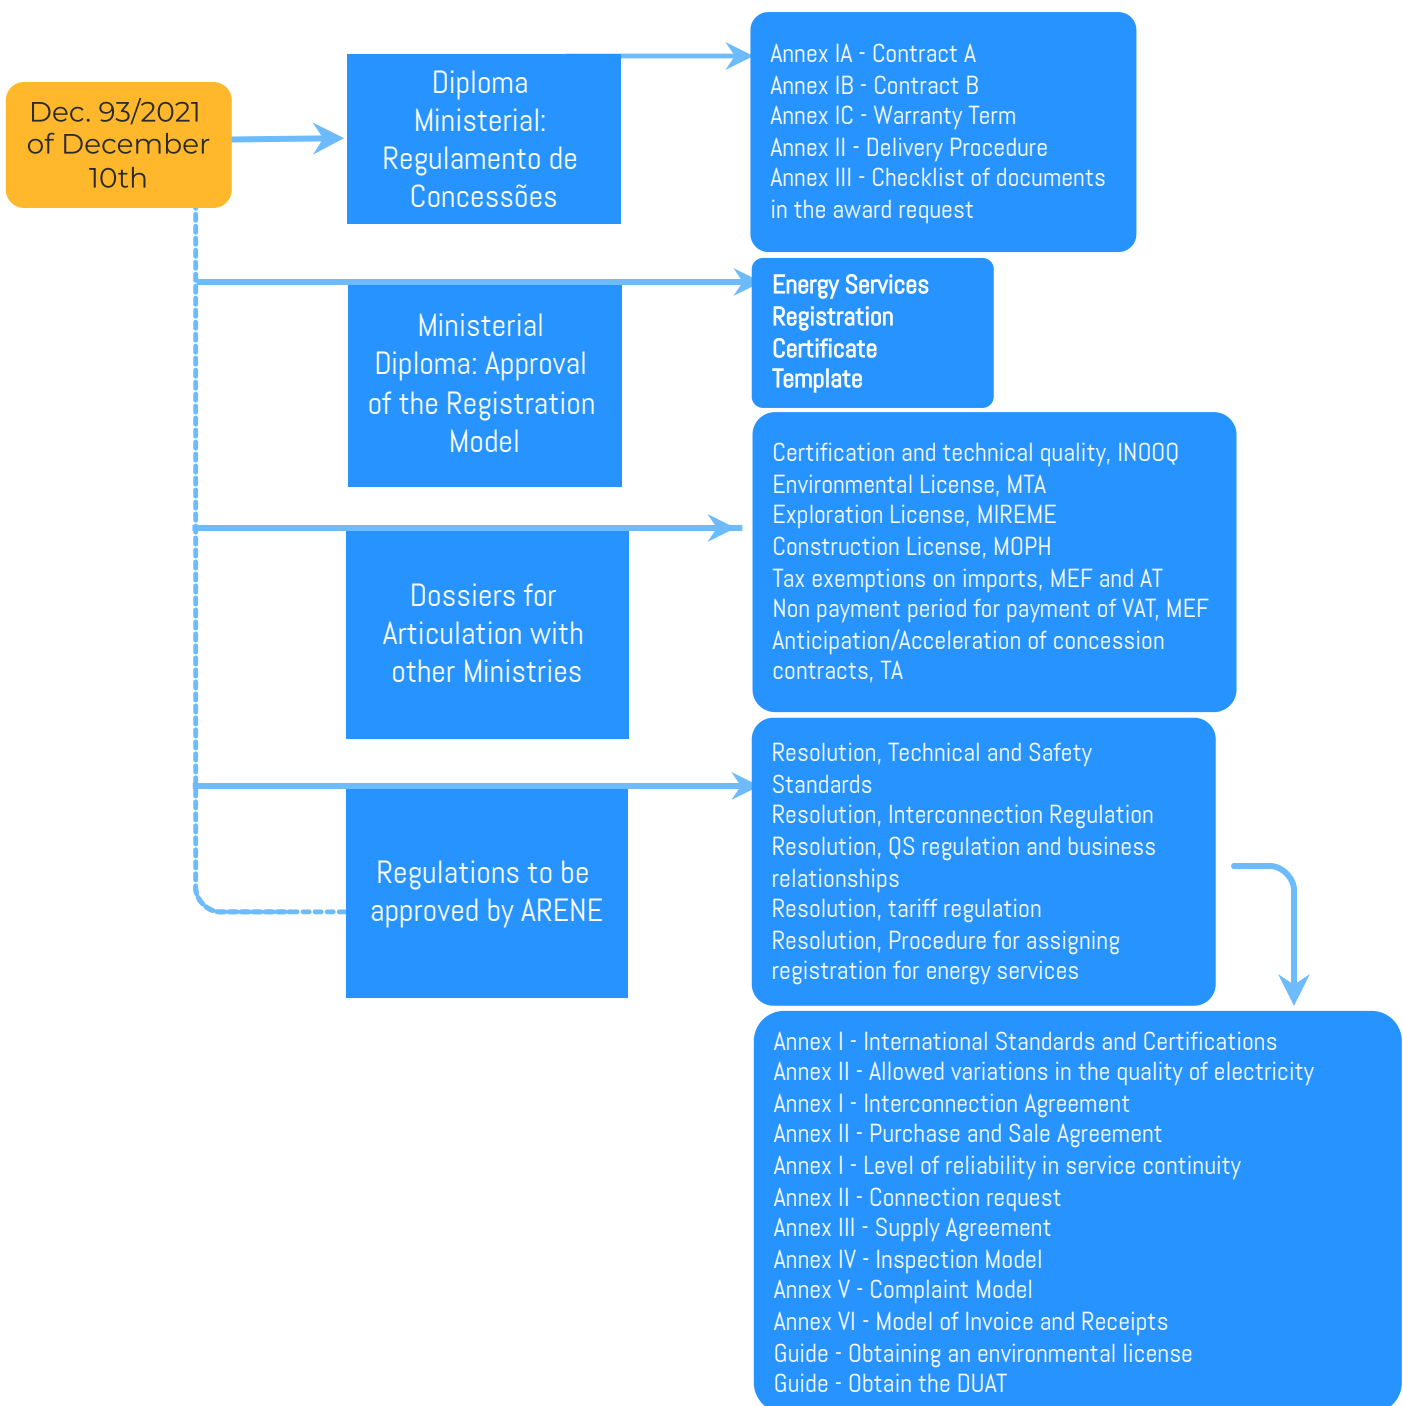 Dec. 93/2021
of December
10th
Diploma
Ministerial:
Regulamento de
Concessões
Annex IA - Contract A
Annex IB - Contract B
Annex IC - Warranty Term
Annex II - Delivery Procedure
Annex III - Checklist of documents
in the award request
Ministerial
Diploma: Approval
of the Registration
Model
Energy Services
Registration
Certificate
Template
Dossiers for
Articulation with
other Ministries
Certification and technical quality, INOOQ
Environmental License, MTA
Exploration License, MIREME
Construction License, MOPH
Tax exemptions on imports, MEF and AT
Non payment period for payment of VAT, MEF
Anticipation/Acceleration of concession
contracts, TA
Regulations to be
approved by ARENE
Resolution, Technical and Safety
Standards
Resolution, Interconnection Regulation
Resolution, QS regulation and business
relationships
Resolution, tariff regulation
Resolution, Procedure for assigning
registration for energy services
Annex I - International Standards and Certifications
Annex II - Allowed variations in the quality of electricity
Annex I - Interconnection Agreement
Annex II - Purchase and Sale Agreement
Annex I - Level of reliability in service continuity
Annex II - Connection request
Annex III - Supply Agreement
Annex IV - Inspection Model
Annex V - Complaint Model
Annex VI - Model of Invoice and Receipts
Guide - Obtaining an environmental license
Guide - Obtain the DUAT